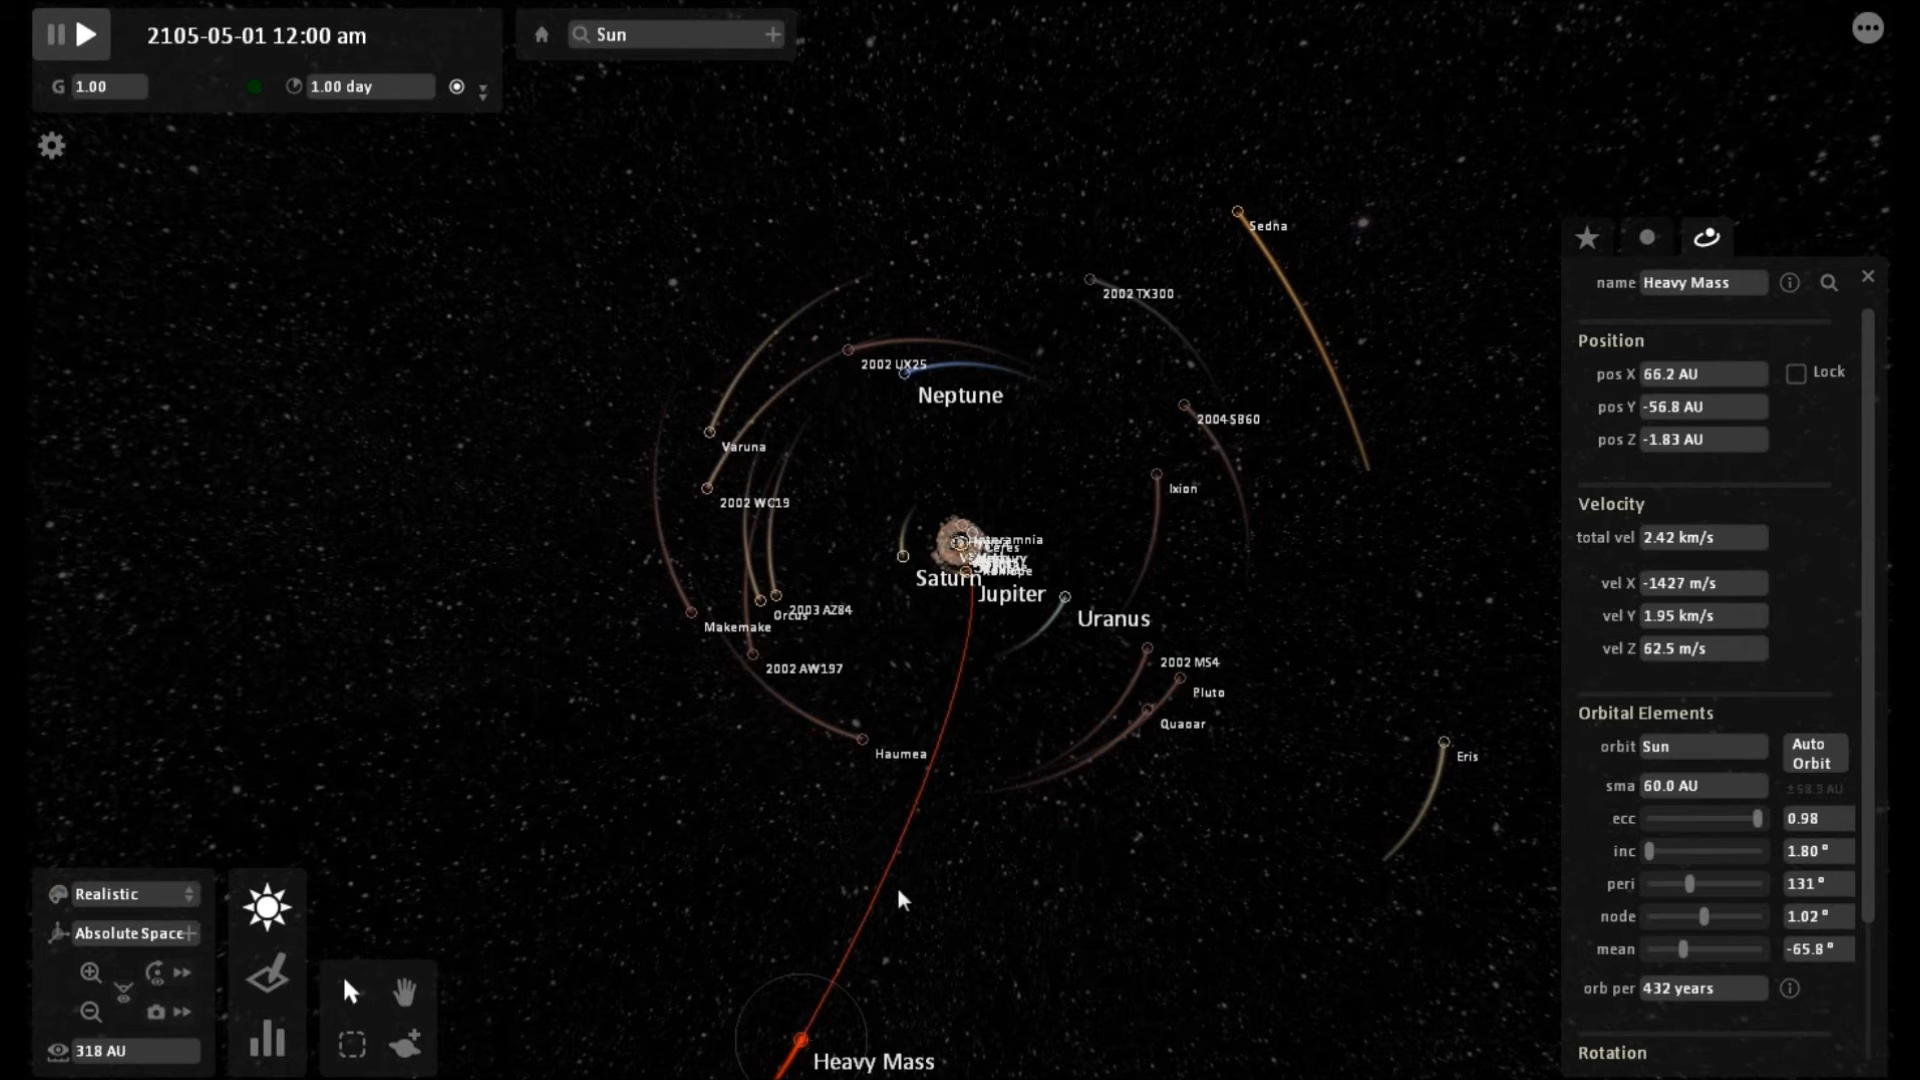 2105-05-01 12:00 am
Sun
G 1.00
1.00 day
Sedna
2002 TX300
2002 UX25
Neptune
2004 SB60
Varuna
Ixion
2002 WC19
Interamnia
Ceres
Saturn
Jupiter
Uranus
2003 AZ84
Orcus
Makemake
2002 MS4
2002 AW197
Pluto
Quaoar
Haumea
Eris
Heavy Mass
name Heavy Mass
Position
pos X 66.2 AU
Lock
pos Y -56.8 AU
pos Z -1.83 AU
Velocity
total vel 2.42 km/s
vel X -1427 m/s
vel Y 1.95 km/s
vel Z 62.5 m/s
Orbital Elements
orbit Sun
Auto
Orbit
sma 60.0 AU
ecc 0.98
inc 1.80°
peri 131°
node 1.02°
mean -65.8°
orb per 432 years
Rotation
Realistic
Absolute Space
318 AU